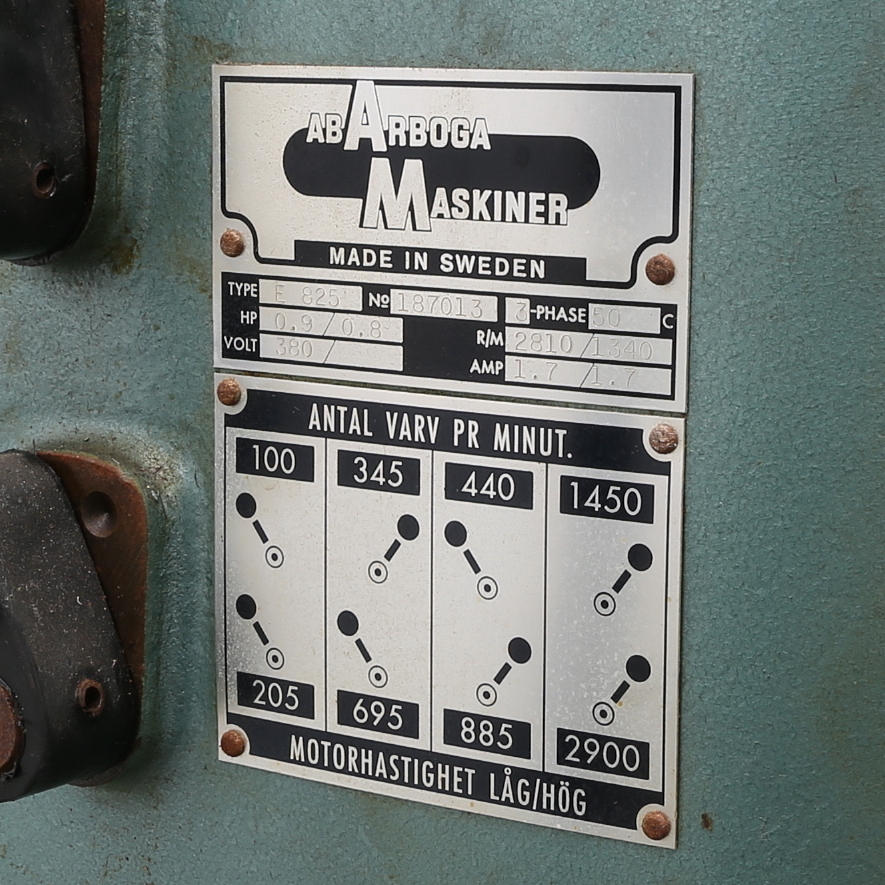 AB ARBOGA
MASKINER
MADE IN SWEDEN
TYPE E 825 Nº 187013 3-PHASE 50 C
HP 0.9 / 0.8 R/M 2810 / 1340
VOLT 380 / AMP 1.7 / 1.7
ANTAL VARV PR MINUT.
100 345 440 1450
205 695 885 2900
MOTORHASTIGHET LÅG/HÖG